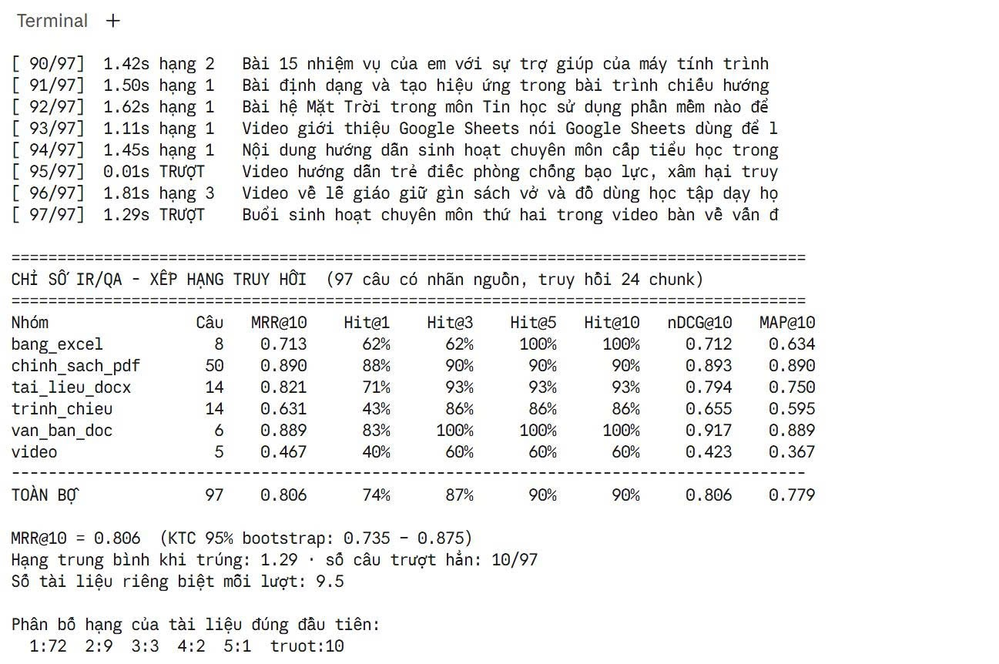 Terminal +
[ 90/97]  1.42s hạng 2   Bài 15 nhiệm vụ của em với sự trợ giúp của máy tính trình
[ 91/97]  1.50s hạng 1   Bài định dạng và tạo hiệu ứng trong bài trình chiếu hướng
[ 92/97]  1.62s hạng 1   Bài hệ Mặt Trời trong môn Tin học sử dụng phần mềm nào để
[ 93/97]  1.11s hạng 1   Video giới thiệu Google Sheets nói Google Sheets dùng để l
[ 94/97]  1.45s hạng 1   Nội dung hướng dẫn sinh hoạt chuyên môn cấp tiểu học trong
[ 95/97]  0.01s TRƯỢT    Video hướng dẫn trẻ điếc phòng chống bạo lực, xâm hại truy
[ 96/97]  1.81s hạng 3   Video về lễ giáo giữ gìn sách vở và đồ dùng học tập dạy họ
[ 97/97]  1.29s TRƯỢT    Buổi sinh hoạt chuyên môn thứ hai trong video bàn về vấn đ
======================================================================================
CHỈ SỐ IR/QA - XẾP HẠNG TRUY HỒI  (97 câu có nhãn nguồn, truy hồi 24 chunk)
======================================================================================
Nhóm                Câu   MRR@10    Hit@1    Hit@3    Hit@5   Hit@10   nDCG@10   MAP@10
bang_excel            8    0.713      62%      62%     100%     100%     0.712    0.634
chinh_sach_pdf       50    0.890      88%      90%      90%      90%     0.893    0.890
tai_lieu_docx        14    0.821      71%      93%      93%      93%     0.794    0.750
trinh_chieu          14    0.631      43%      86%      86%      86%     0.655    0.595
van_ban_doc           6    0.889      83%     100%     100%     100%     0.917    0.889
video                 5    0.467      40%      60%      60%      60%     0.423    0.367
--------------------------------------------------------------------------------------
TOÀN BỘ              97    0.806      74%      87%      90%      90%     0.806    0.779
MRR@10 = 0.806  (KTC 95% bootstrap: 0.735 – 0.875)
Hạng trung bình khi trúng: 1.29 · số câu trượt hẳn: 10/97
Số tài liệu riêng biệt mỗi lượt: 9.5
Phân bố hạng của tài liệu đúng đầu tiên:
  1:72  2:9  3:3  4:2  5:1  truot:10